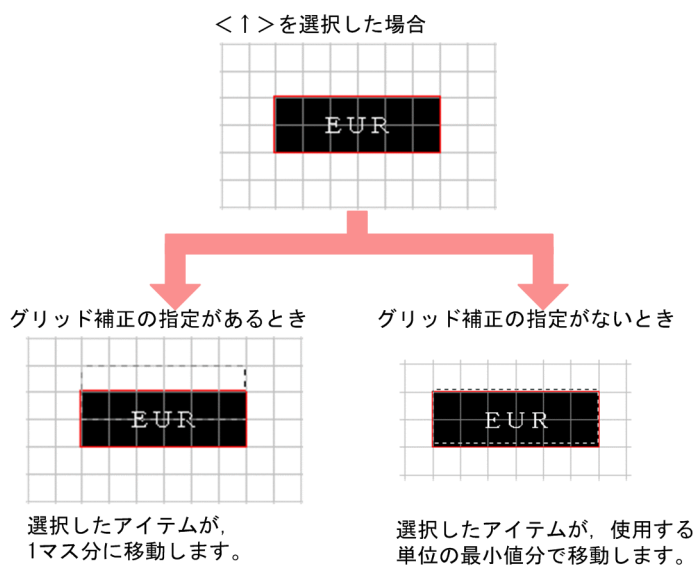 ＜↑＞を選択した場合
EUR
グリッド補正の指定があるとき
グリッド補正の指定がないとき
EUR
EUR
選択したアイテムが，
1マス分に移動します。
選択したアイテムが，使用する
単位の最小値分で移動します。